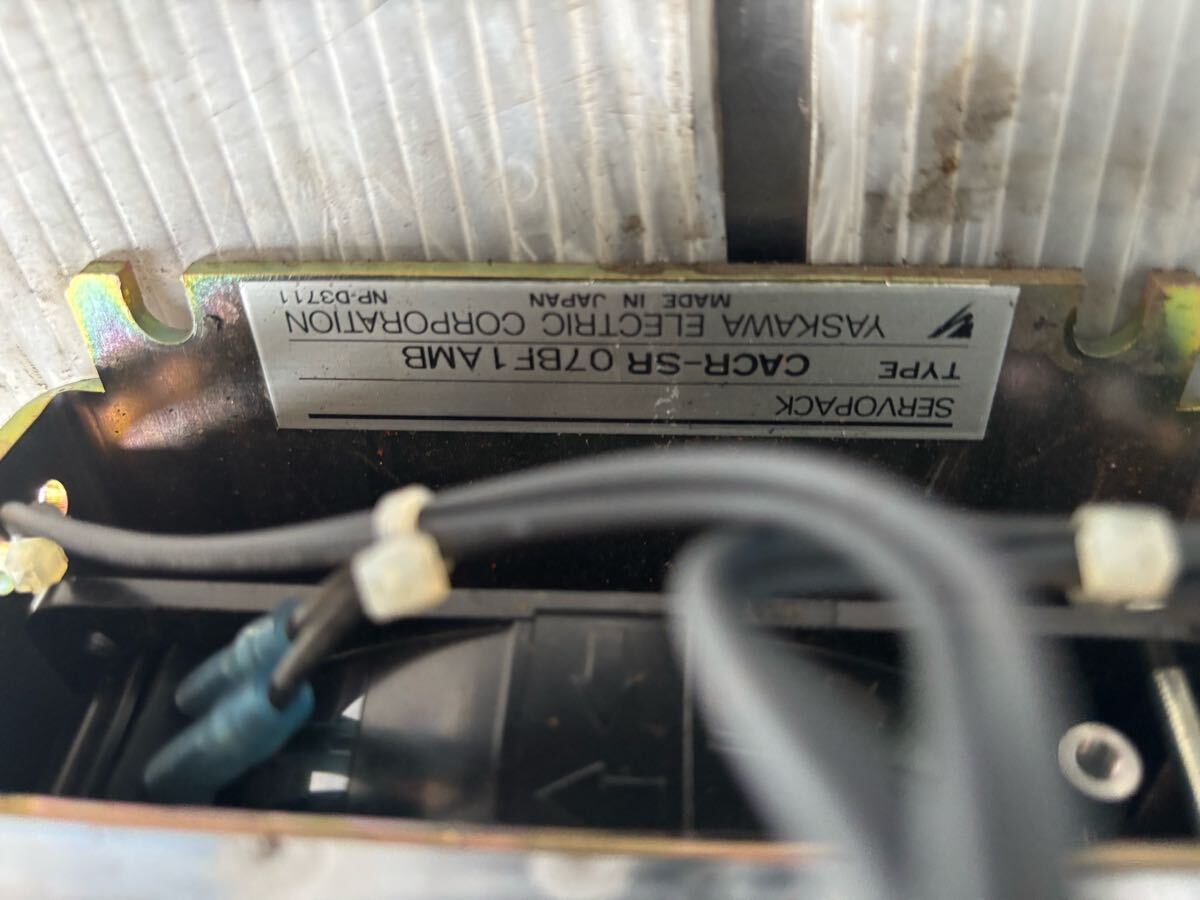 SERVOPACK
TYPE CACR-SR 07BF1AMB
YASKAWA ELECTRIC CORPORATION
MADE IN JAPAN NP-D3711